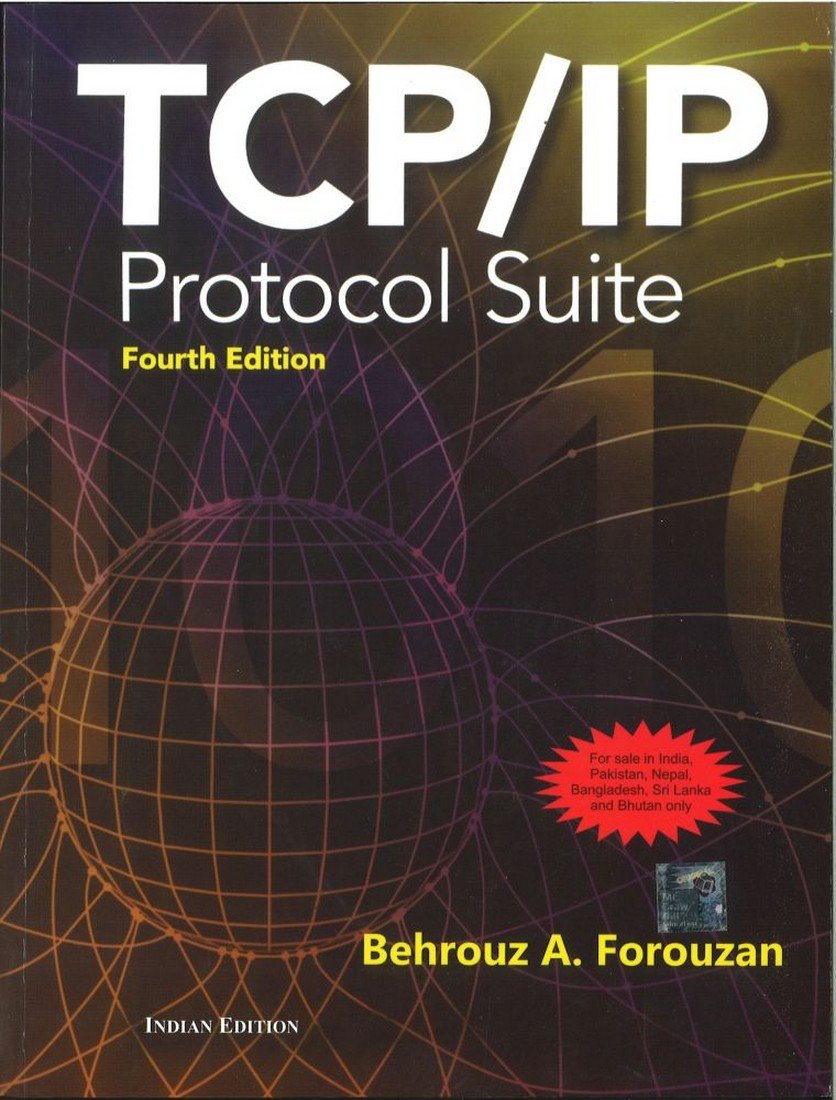 TCP/IP
Protocol Suite
Fourth Edition
For sale in India,
Pakistan, Nepal,
Bangladesh, Sri Lanka
and Bhutan only
Behrouz A. Forouzan
INDIAN EDITION